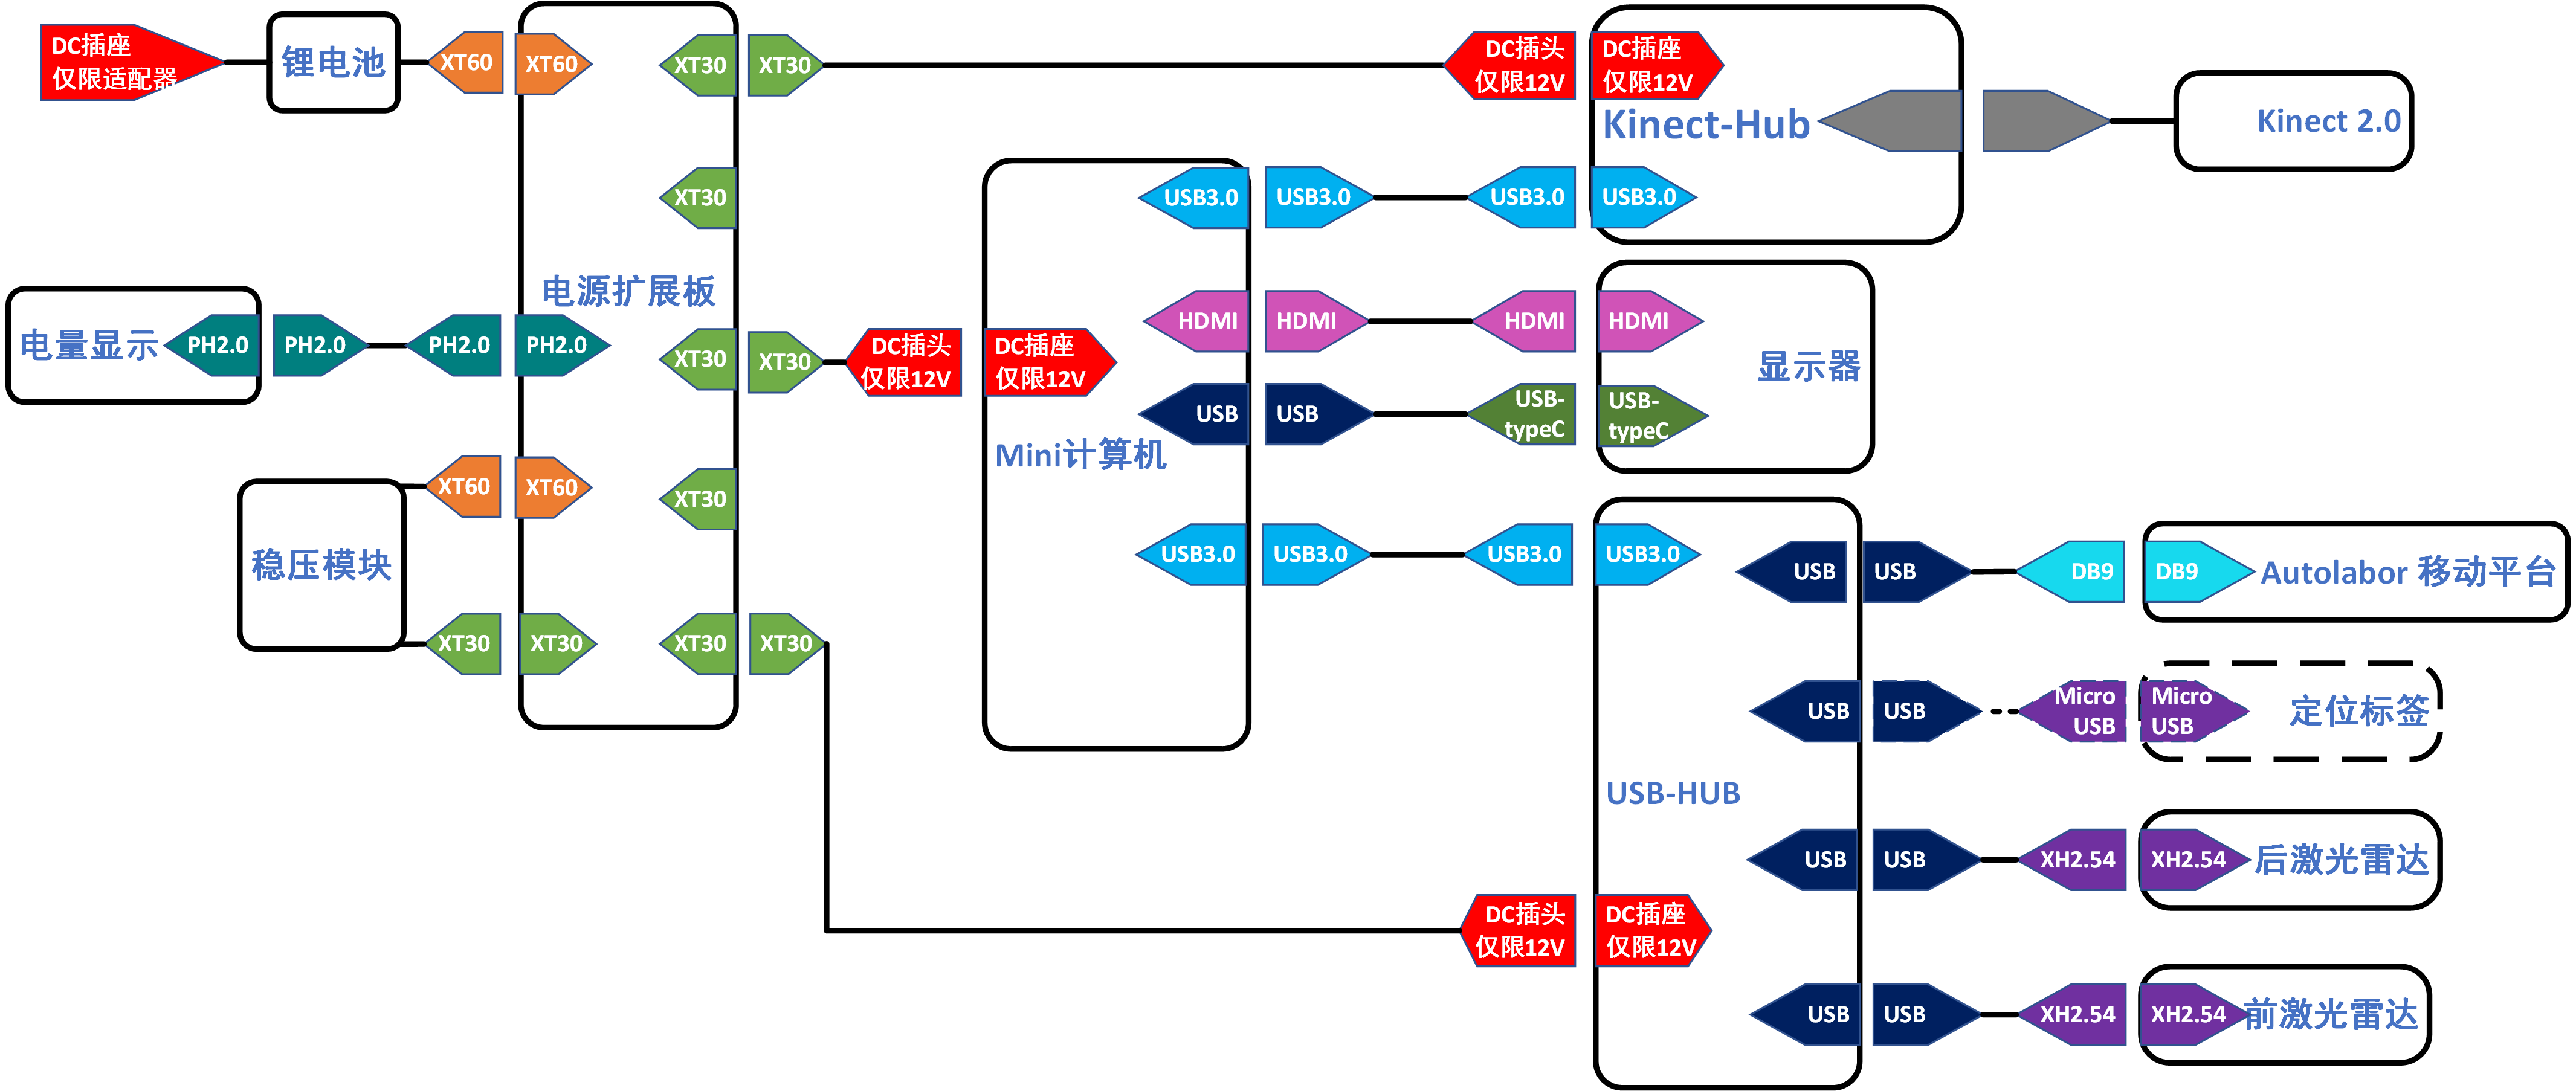 DC插座
仅限适配器
锂电池
XT60
XT60
XT30
XT30
DC插头
仅限12V
DC插座
仅限12V
Kinect-Hub
Kinect 2.0
XT30
USB3.0
USB3.0
USB3.0
USB3.0
电源扩展板
电量显示
PH2.0
PH2.0
PH2.0
PH2.0
XT30
XT30
DC插头
仅限12V
DC插座
仅限12V
HDMI
HDMI
HDMI
HDMI
显示器
USB
USB
USB-
typeC
USB-
typeC
Mini计算机
XT60
XT60
XT30
稳压模块
USB3.0
USB3.0
USB3.0
USB3.0
USB
USB
DB9
DB9
Autolabor 移动平台
XT30
XT30
XT30
XT30
USB
USB
Micro
USB
Micro
USB
定位标签
USB-HUB
USB
USB
XH2.54
XH2.54
后激光雷达
DC插头
仅限12V
DC插座
仅限12V
USB
USB
XH2.54
XH2.54
前激光雷达